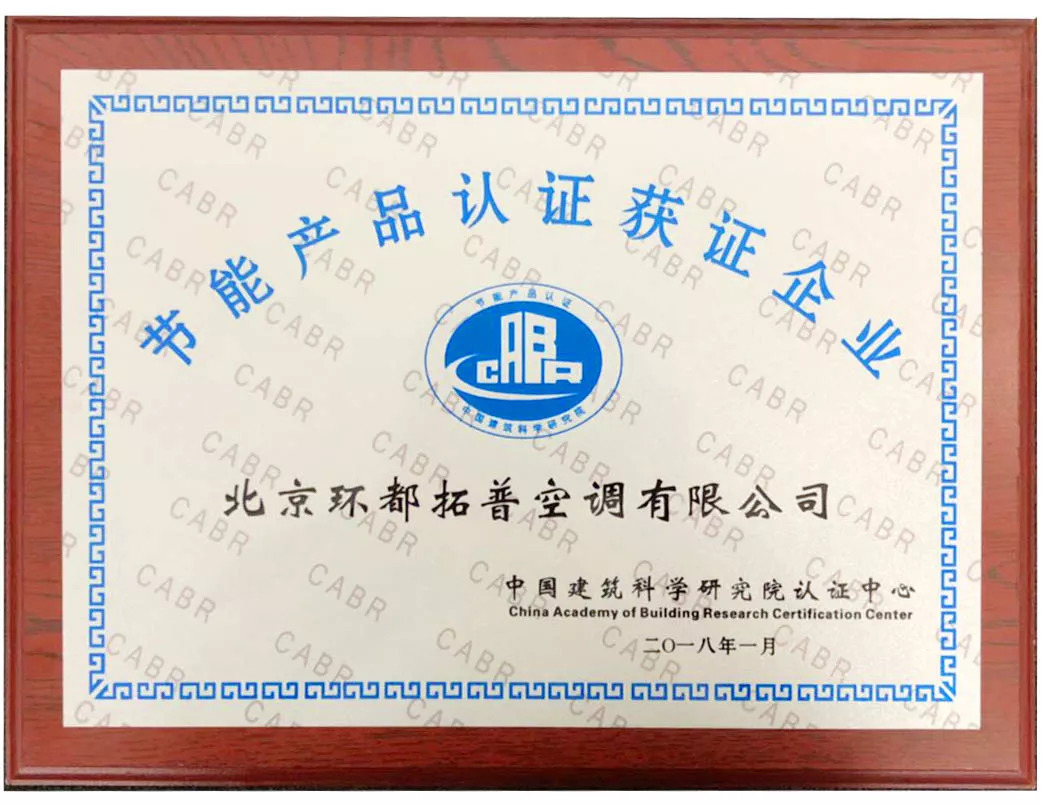 节能产品认证获证企业
节能产品认证
CABR
中国建筑科学研究院
北京环都拓普空调有限公司
中国建筑科学研究院认证中心
China Academy of Building Research Certification Center
二〇一八年一月